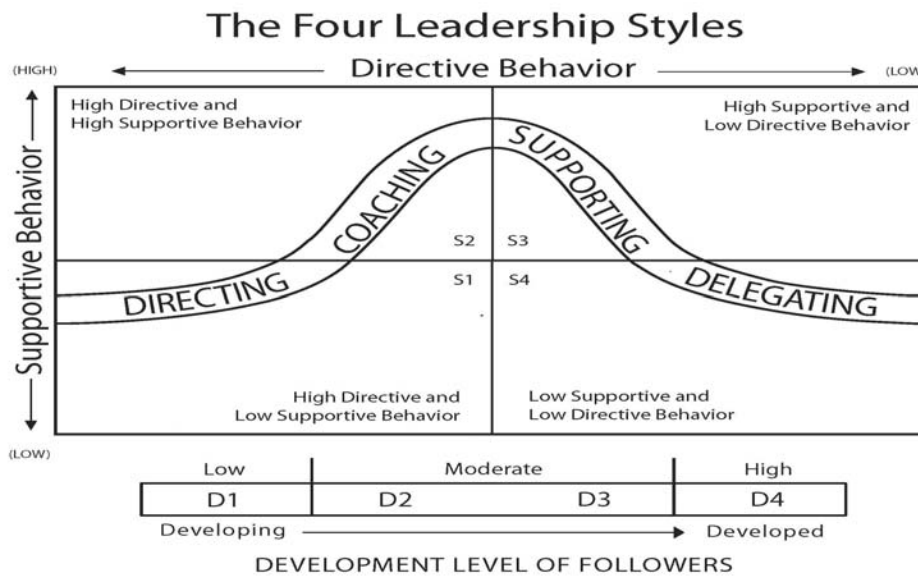 The Four Leadership Styles
(HIGH)
Directive Behavior
(LOW)
Supportive Behavior
High Directive and
High Supportive Behavior
High Supportive and
Low Directive Behavior
COACHING
SUPPORTING
S2
S3
DIRECTING
S1
S4
DELEGATING
High Directive and
Low Supportive Behavior
Low Supportive and
Low Directive Behavior
(LOW)
Low
Moderate
High
D1
D2
D3
D4
Developing
Developed
DEVELOPMENT LEVEL OF FOLLOWERS